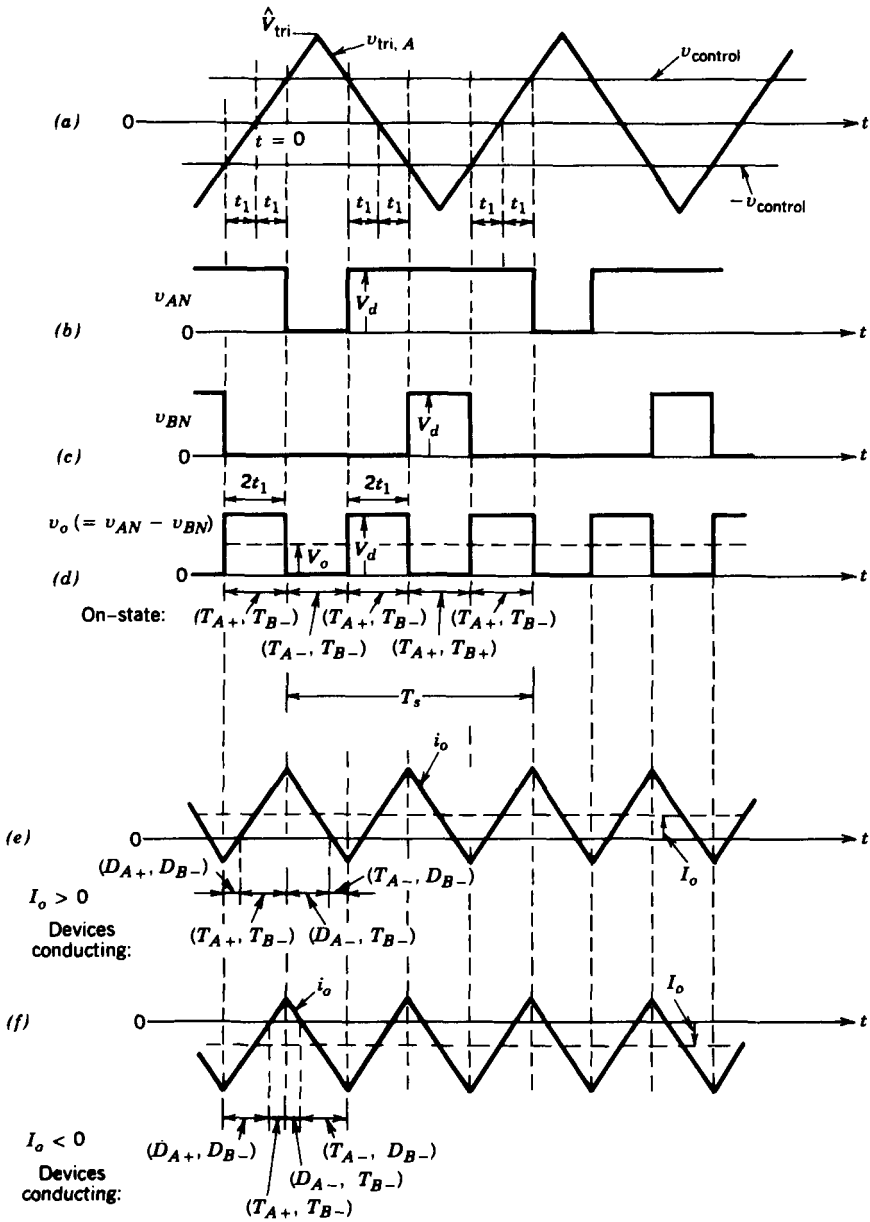 V̂tri
vtri, A
vcontrol
(a)
0
t = 0
t
−vcontrol
t1 t1 t1 t1 t1 t1
vAN
Vd
(b)
0
t
vBN
Vd
(c)
0
t
2t1 2t1
vo (= vAN − vBN)
Vo
Vd
(d)
0
t
On-state:
(TA+, TB−) (TA+, TB−) (TA+, TB−)
(TA−, TB−) (TA+, TB+)
Ts
io
(e)
0
t
Io
(DA+, DB−)
(TA−, DB−)
Io > 0
Devices
conducting:
(TA+, TB−) (DA−, TB−)
io
Io
(f)
0
t
Io < 0
(DA+, DB−) (TA−, DB−)
Devices
conducting:
(DA−, TB−)
(TA+, TB−)